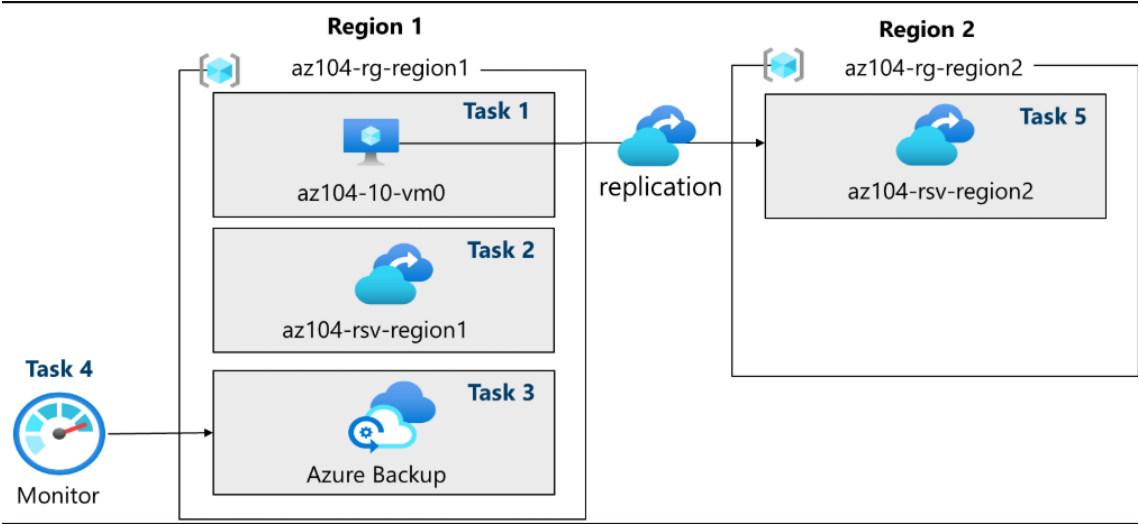 Region 1
az104-rg-region1
Task 1
az104-10-vm0
Task 2
az104-rsv-region1
Task 3
Azure Backup
Task 4
Monitor
replication
Region 2
az104-rg-region2
Task 5
az104-rsv-region2